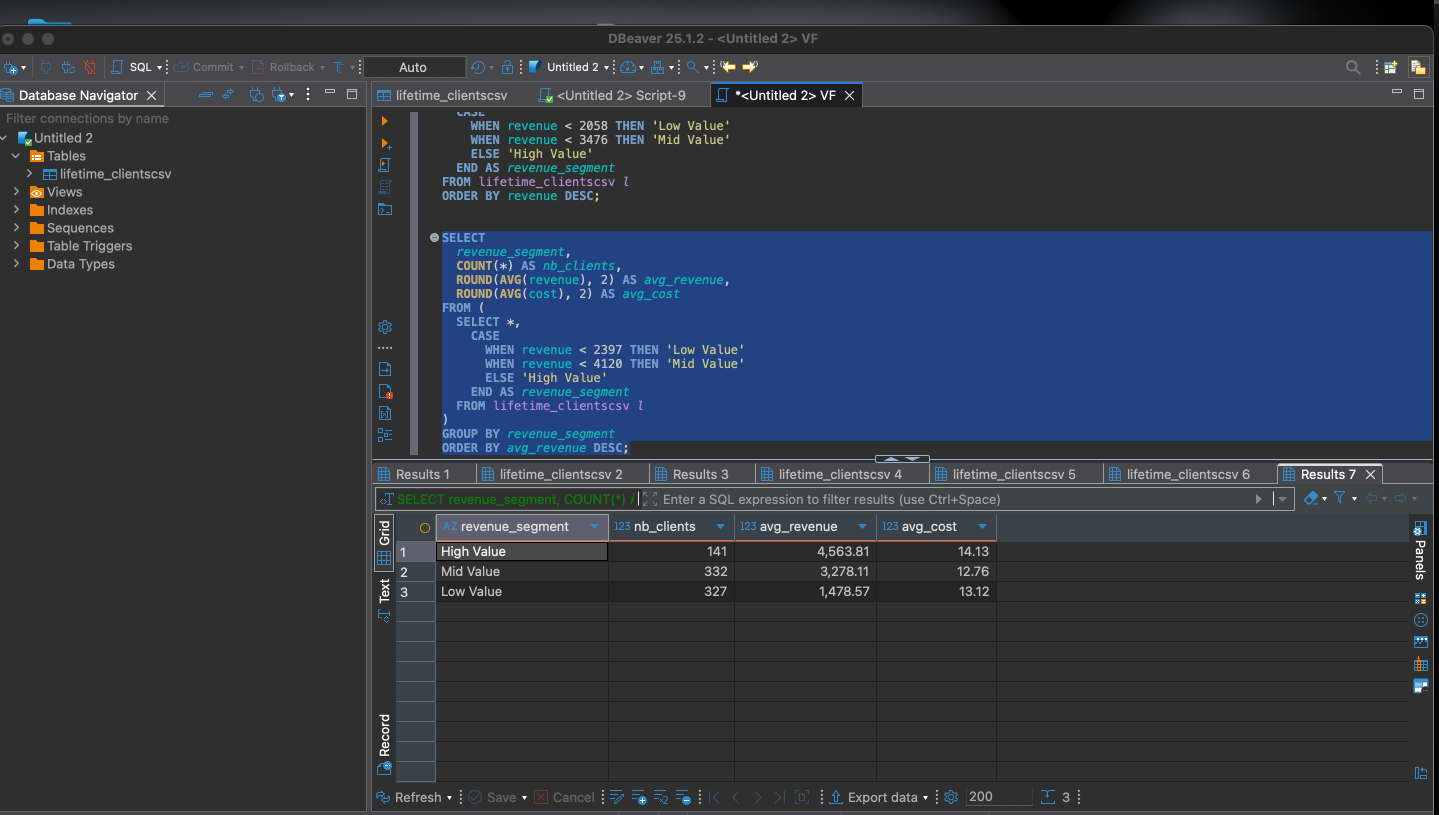 DBeaver 25.1.2 - <Untitled 2> VF
SQL
Commit
Rollback
Auto
Untitled 2
Database Navigator
Filter connections by name
Untitled 2
Tables
lifetime_clientscsv
Views
Indexes
Sequences
Table Triggers
Data Types
lifetime_clientscsv
<Untitled 2> Script-9
*<Untitled 2> VF
CASE
WHEN revenue < 2058 THEN 'Low Value'
WHEN revenue < 3476 THEN 'Mid Value'
ELSE 'High Value'
END AS revenue_segment
FROM lifetime_clientscsv l
ORDER BY revenue DESC;
SELECT
revenue_segment,
COUNT(*) AS nb_clients,
ROUND(AVG(revenue), 2) AS avg_revenue,
ROUND(AVG(cost), 2) AS avg_cost
FROM (
SELECT *,
CASE
WHEN revenue < 2397 THEN 'Low Value'
WHEN revenue < 4120 THEN 'Mid Value'
ELSE 'High Value'
END AS revenue_segment
FROM lifetime_clientscsv l
)
GROUP BY revenue_segment
ORDER BY avg_revenue DESC;
Results 1
lifetime_clientscsv 2
Results 3
lifetime_clientscsv 4
lifetime_clientscsv 5
lifetime_clientscsv 6
Results 7
SELECT revenue_segment, COUNT(*) A
Enter a SQL expression to filter results (use Ctrl+Space)
Grid
Text
Record
A-Z revenue_segment 123 nb_clients 123 avg_revenue 123 avg_cost
1 High Value 141 4,563.81 14.13
2 Mid Value 332 3,278.11 12.76
3 Low Value 327 1,478.57 13.12
Panels
Refresh
Save
Cancel
Export data
200
3